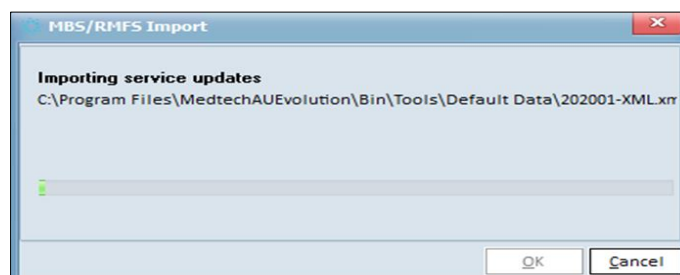 MBS/RMFS Import
Importing service updates
C:\Program Files\MedtechAUEvolution\Bin\Tools\Default Data\202001-XML.xm
OK
Cancel